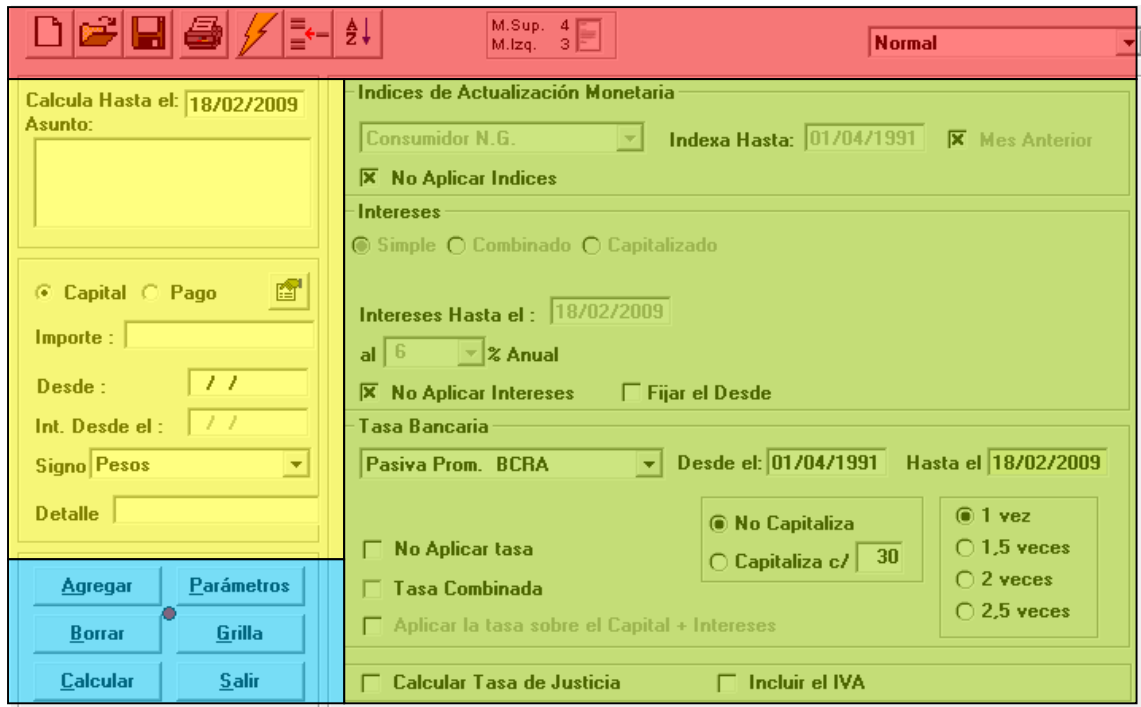 M.Sup. 4
M.Izq. 3
Normal
Calcula Hasta el: 18/02/2009
Asunto:
Capital Pago
Importe :
Desde : / /
Int. Desde el : / /
Signo Pesos
Detalle
Agregar Parámetros
Borrar Grilla
Calcular Salir
Indices de Actualización Monetaria
Consumidor N.G. Indexa Hasta: 01/04/1991 Mes Anterior
No Aplicar Indices
Intereses
Simple Combinado Capitalizado
Intereses Hasta el : 18/02/2009
al 6 % Anual
No Aplicar Intereses Fijar el Desde
Tasa Bancaria
Pasiva Prom. BCRA Desde el: 01/04/1991 Hasta el 18/02/2009
No Aplicar tasa
Tasa Combinada
Aplicar la tasa sobre el Capital + Intereses
No Capitaliza
Capitaliza c/ 30
1 vez
1,5 veces
2 veces
2,5 veces
Calcular Tasa de Justicia Incluir el IVA